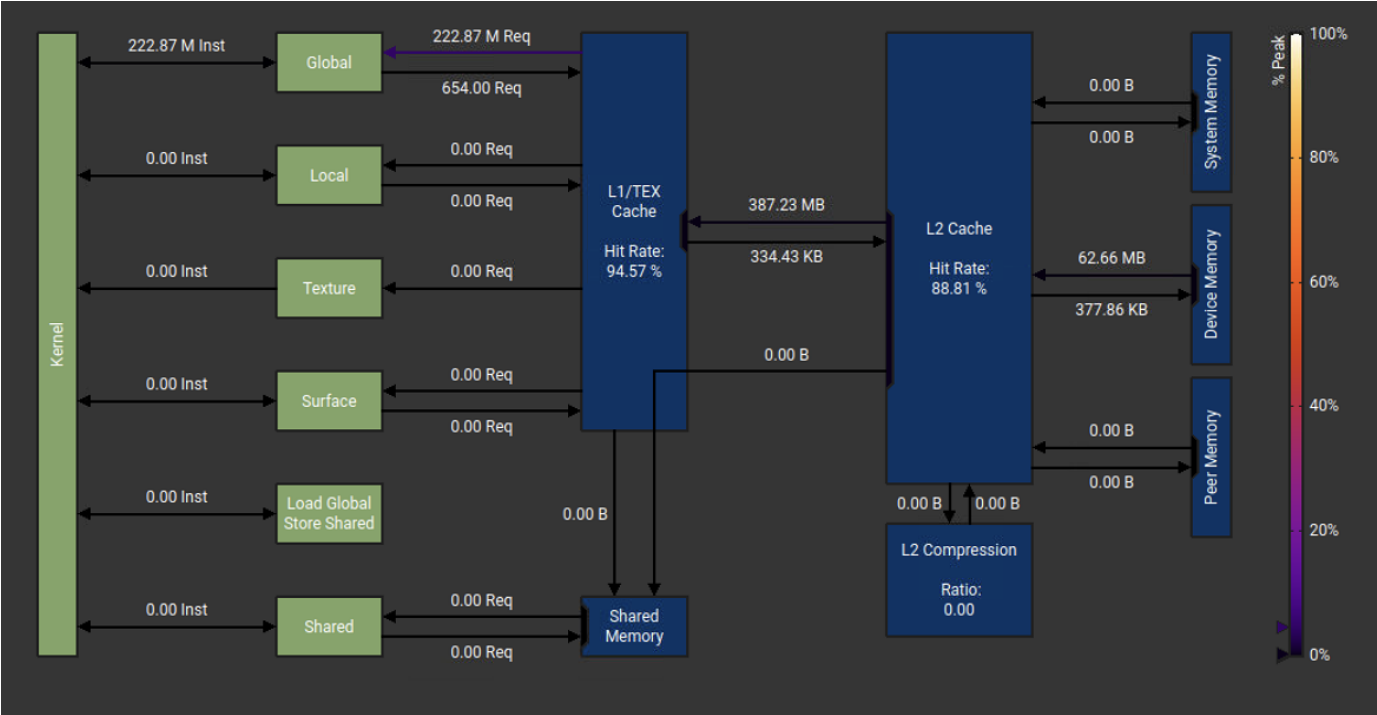 Kernel
222.87 M Inst
Global
222.87 M Req
654.00 Req
0.00 Inst
Local
0.00 Req
0.00 Req
0.00 Inst
Texture
0.00 Req
0.00 Inst
Surface
0.00 Req
0.00 Req
0.00 Inst
Load Global
Store Shared
0.00 Inst
Shared
0.00 Req
0.00 Req
L1/TEX
Cache
Hit Rate:
94.57 %
0.00 B
Shared
Memory
387.23 MB
334.43 KB
0.00 B
L2 Cache
Hit Rate:
88.81 %
0.00 B
0.00 B
L2 Compression
Ratio:
0.00
0.00 B
0.00 B
System Memory
62.66 MB
377.86 KB
Device Memory
0.00 B
0.00 B
Peer Memory
% Peak
100%
80%
60%
40%
20%
0%